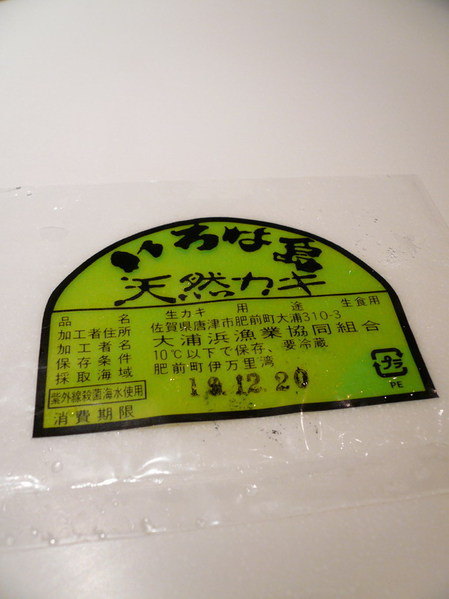 いろは島
天然カキ
品名 生カキ 用途 生食用
加工者住所 佐賀県唐津市肥前町大浦310-3
加工者名 大浦浜漁業協同組合
保存条件 10℃以下で保存、要冷蔵
採取海域 肥前町伊万里湾
紫外線殺菌海水使用
消費期限 18.12.20
プラ
PE